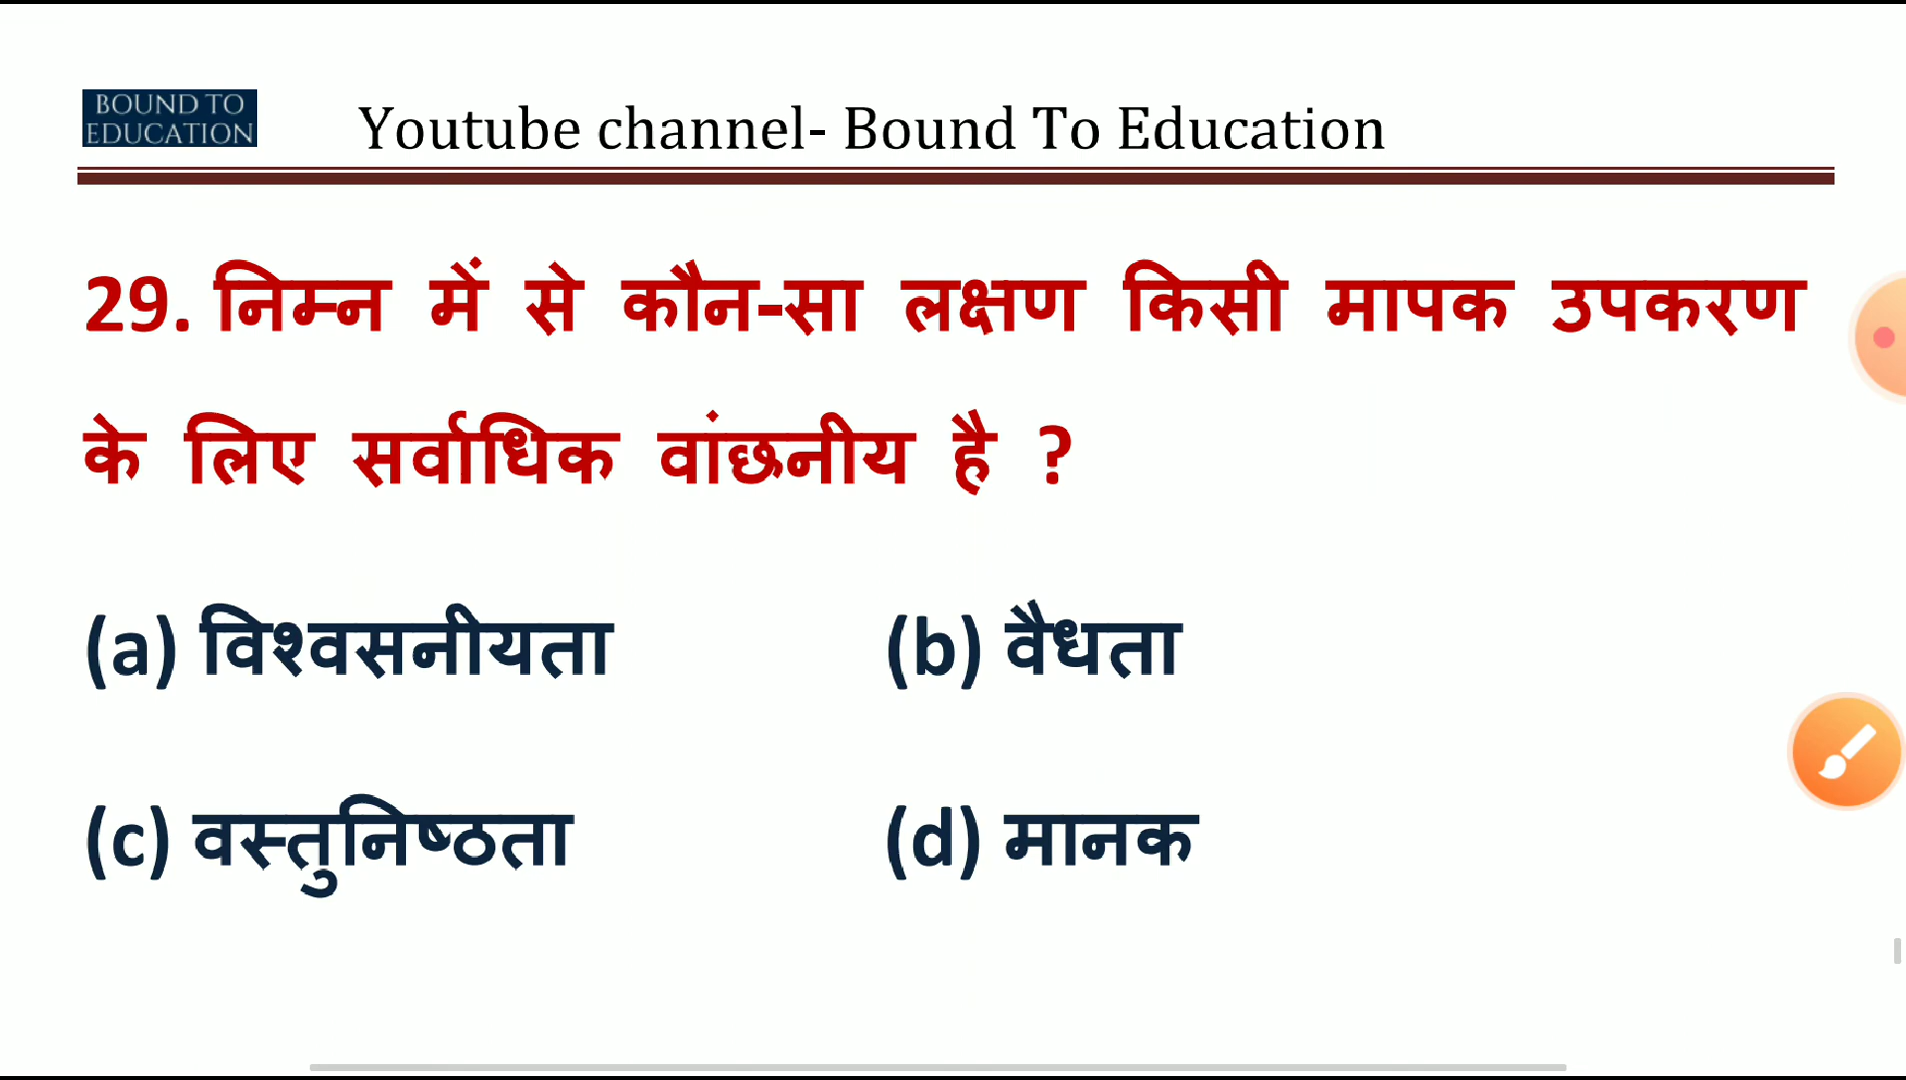 BOUND TO
EDUCATION
Youtube channel- Bound To Education
29. निम्न में से कौन-सा लक्षण किसी मापक उपकरण
के लिए सर्वाधिक वांछनीय है ?
(a) विश्वसनीयता (b) वैधता
(c) वस्तुनिष्ठता (d) मानक